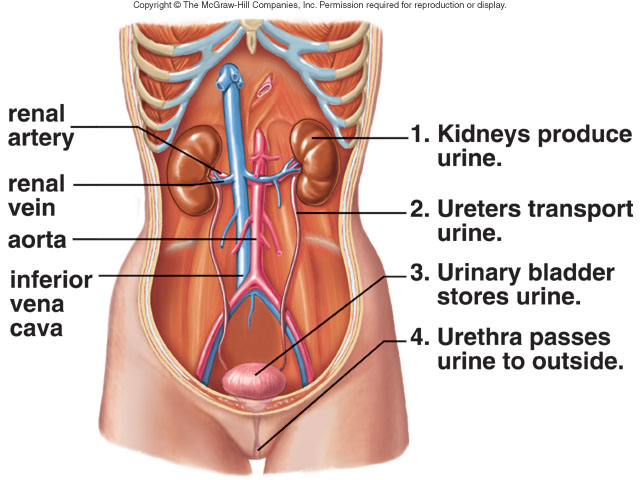 Copyright © The McGraw-Hill Companies, Inc. Permission required for reproduction or display.
renal
artery
renal
vein
aorta
inferior
vena
cava
1. Kidneys produce
urine.
2. Ureters transport
urine.
3. Urinary bladder
stores urine.
4. Urethra passes
urine to outside.